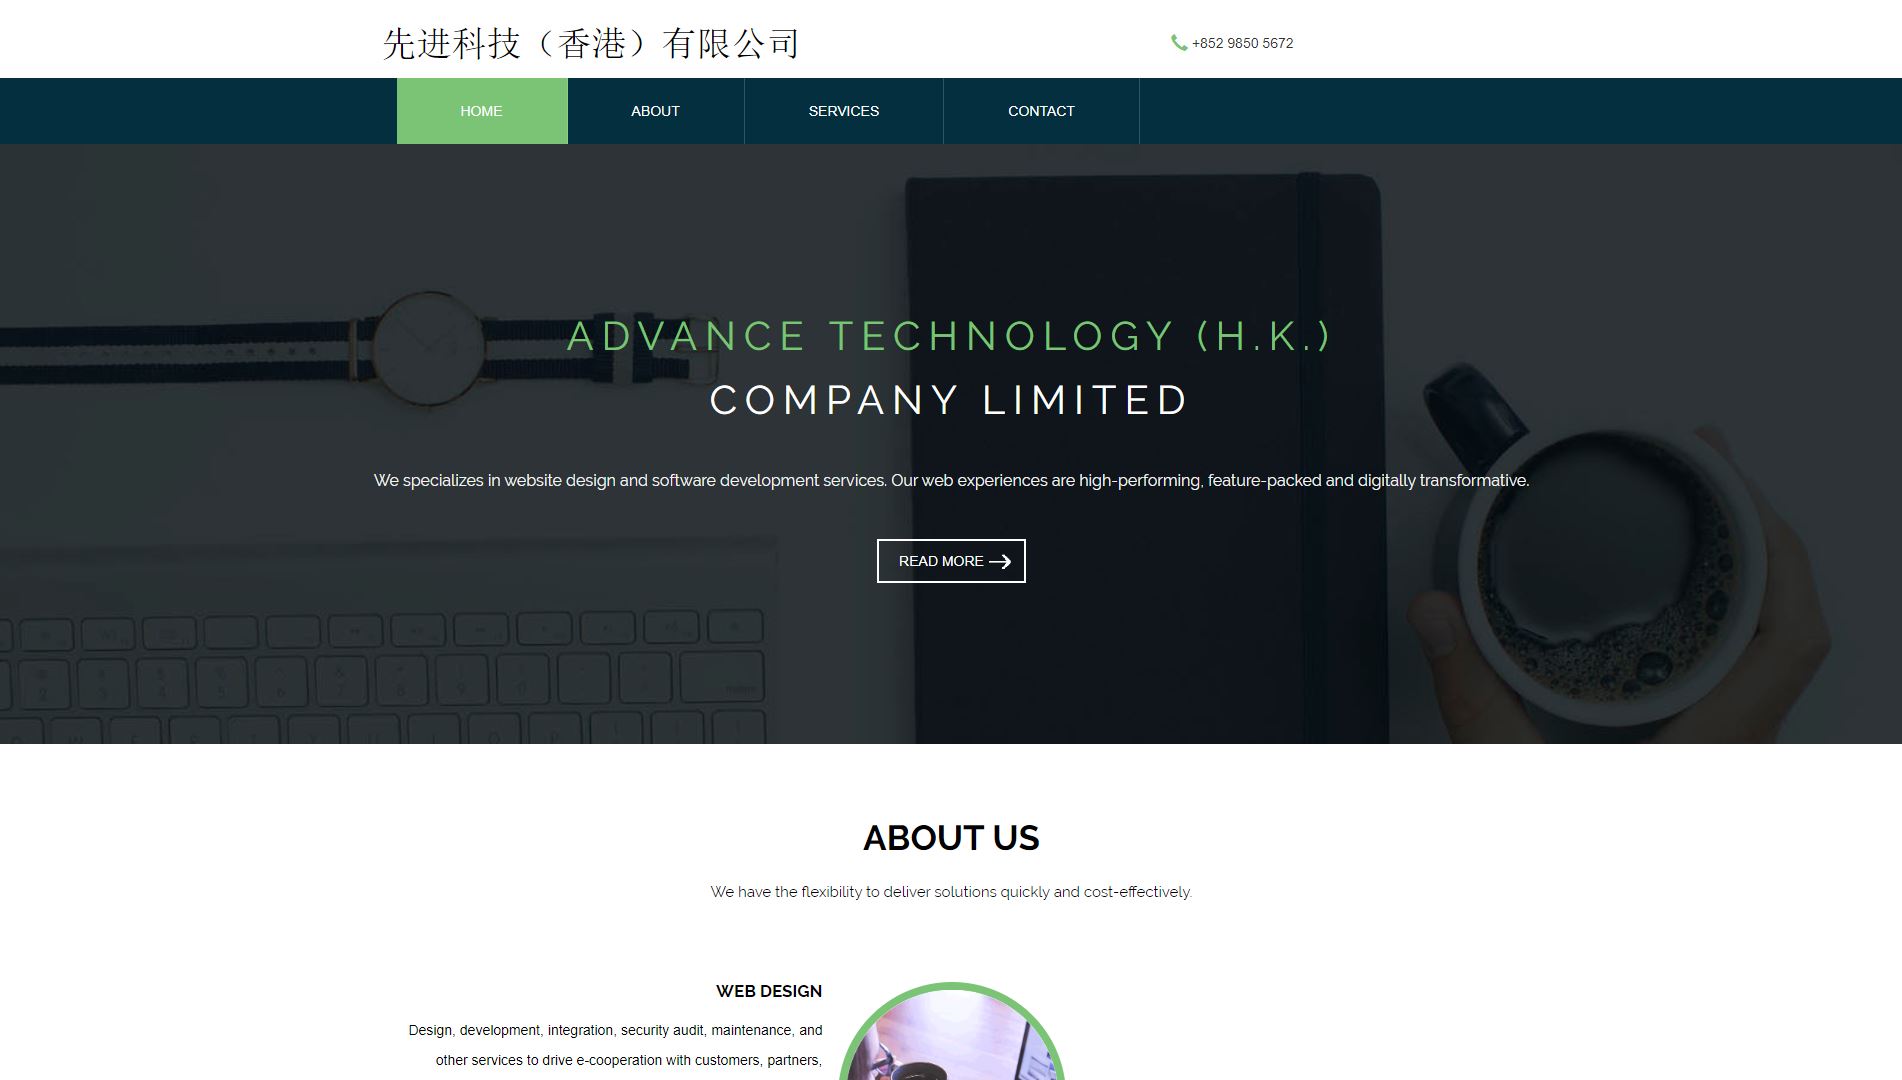 先进科技（香港）有限公司
+852 9850 5672
HOME
ABOUT
SERVICES
CONTACT
ADVANCE TECHNOLOGY (H.K.)
COMPANY LIMITED
We specializes in website design and software development services. Our web experiences are high-performing, feature-packed and digitally transformative.
READ MORE
ABOUT US
We have the flexibility to deliver solutions quickly and cost-effectively.
WEB DESIGN
Design, development, integration, security audit, maintenance, and
other services to drive e-cooperation with customers, partners,